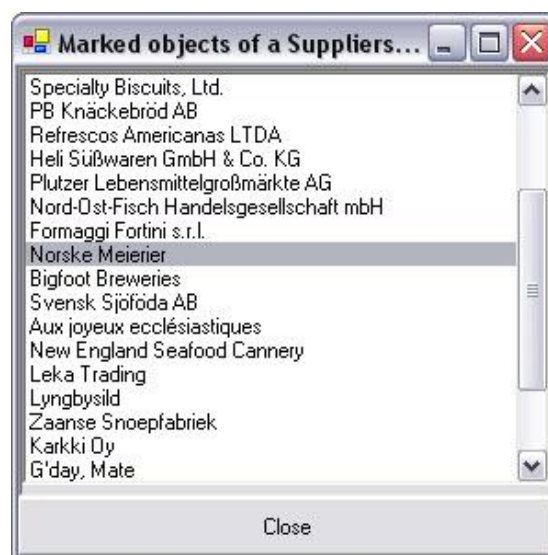 Marked objects of a Suppliers...
Specialty Biscuits, Ltd.
PB Knäckebröd AB
Refrescos Americanas LTDA
Heli Süßwaren GmbH & Co. KG
Plutzer Lebensmittelgroßmärkte AG
Nord-Ost-Fisch Handelsgesellschaft mbH
Formaggi Fortini s.r.l.
Norske Meierier
Bigfoot Breweries
Svensk Sjöföda AB
Aux joyeux ecclésiastiques
New England Seafood Cannery
Leka Trading
Lyngbysild
Zaanse Snoepfabriek
Karkki Oy
G'day, Mate
Close